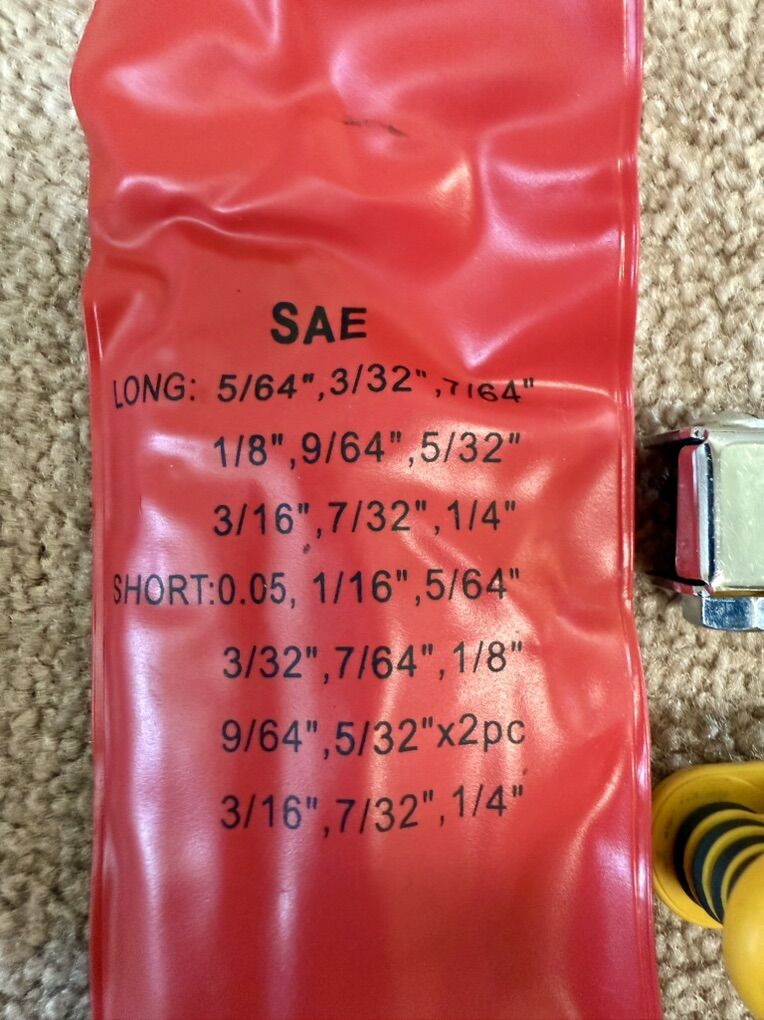 SAE
LONG: 5/64",3/32",7/64"
1/8",9/64",5/32"
3/16",7/32",1/4"
SHORT:0.05, 1/16",5/64"
3/32",7/64",1/8"
9/64",5/32"x2pc
3/16",7/32",1/4"